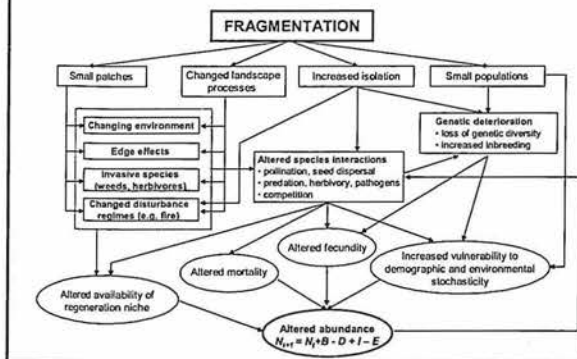 FRAGMENTATION
Small patches
Changed landscape
processes
Increased isolation
Small populations
Changing environment
Edge effects
Invasive species
(weeds, herbivores)
Changed disturbance
regimes (e.g. fire)
Genetic deterioration
• loss of genetic diversity
• increased inbreeding
Altered species interactions
• pollination, seed dispersal
• predation, herbivory, pathogens
• competition
Altered availability of
regeneration niche
Altered mortality
Altered fecundity
Increased vulnerability to
demographic and environmental
stochasticity
Altered abundance
Nt+1 = Nt+B - D + I – E